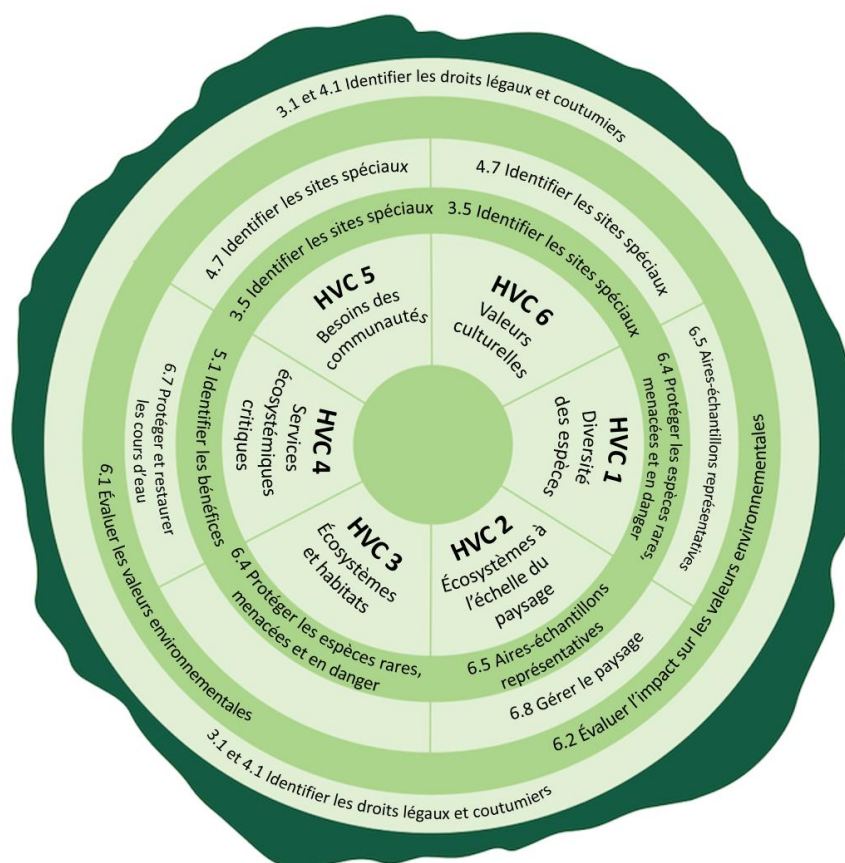 3.1 et 4.1 Identifier les droits légaux et coutumiers
4.7 Identifier les sites spéciaux
4.7 Identifier les sites spéciaux
3.5 Identifier les sites spéciaux
3.5 Identifier les sites spéciaux
HVC 5
Besoins des
communautés
HVC 6
Valeurs
culturelles
6.5 Aires-échantillons représentatives
6.4 Protéger les espèces rares,
menacées et en danger
HVC 1
Diversité
des espèces
6.7 Protéger et restaurer
les cours d'eau
5.1 Identifier les bénéfices
HVC 4
Services
écosystémiques
critiques
HVC 3
Écosystèmes
et habitats
HVC 2
Écosystèmes à
l'échelle du
paysage
6.4 Protéger les espèces rares,
menacées et en danger
6.5 Aires-échantillons
représentatives
6.8 Gérer le paysage
6.1 Évaluer les valeurs environnementales
6.2 Évaluer l'impact sur les valeurs environnementales
3.1 et 4.1 Identifier les droits légaux et coutumiers